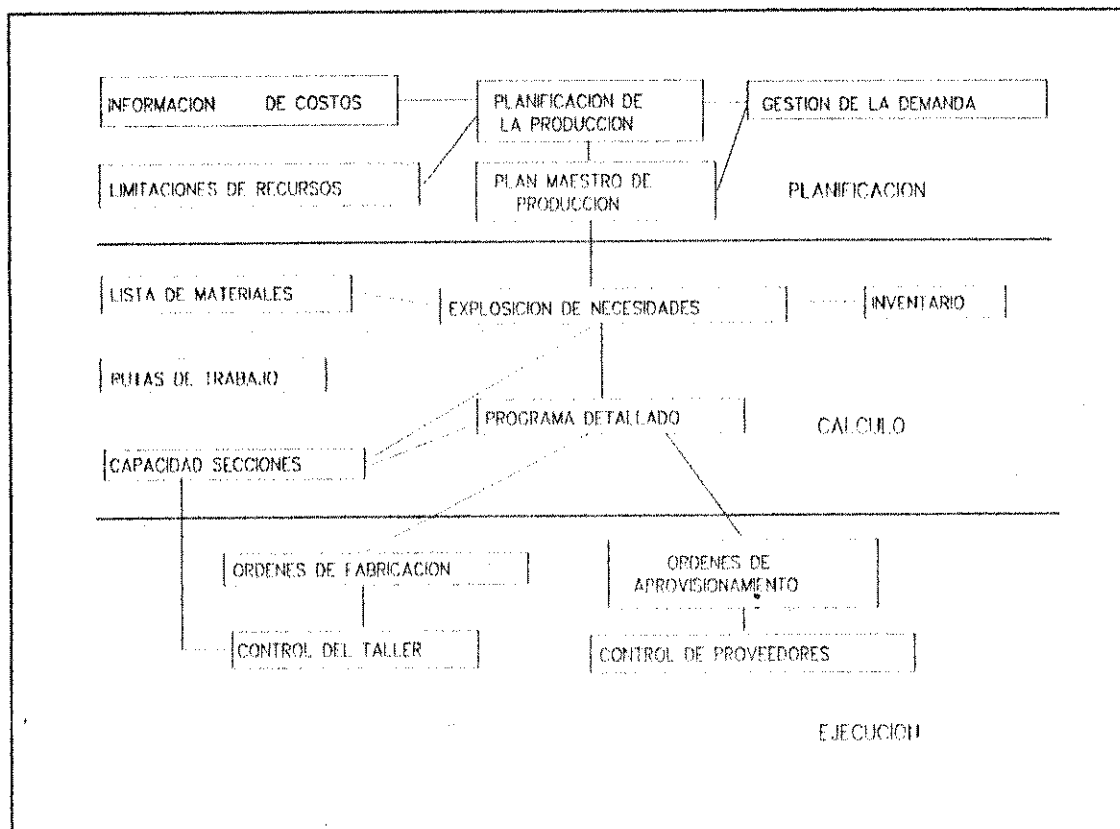 INFORMACION DE COSTOS
PLANIFICACION DE
LA PRODUCCION
GESTION DE LA DEMANDA
LIMITACIONES DE RECURSOS
PLAN MAESTRO DE
PRODUCCION
PLANIFICACION
LISTA DE MATERIALES
EXPLOSICION DE NECESIDADES
INVENTARIO
RUTAS DE TRABAJO
PROGRAMA DETALLADO
CALCULO
CAPACIDAD SECCIONES
ORDENES DE FABRICACION
ORDENES DE
APROVISIONAMIENTO
CONTROL DEL TALLER
CONTROL DE PROVEEDORES
EJECUCION